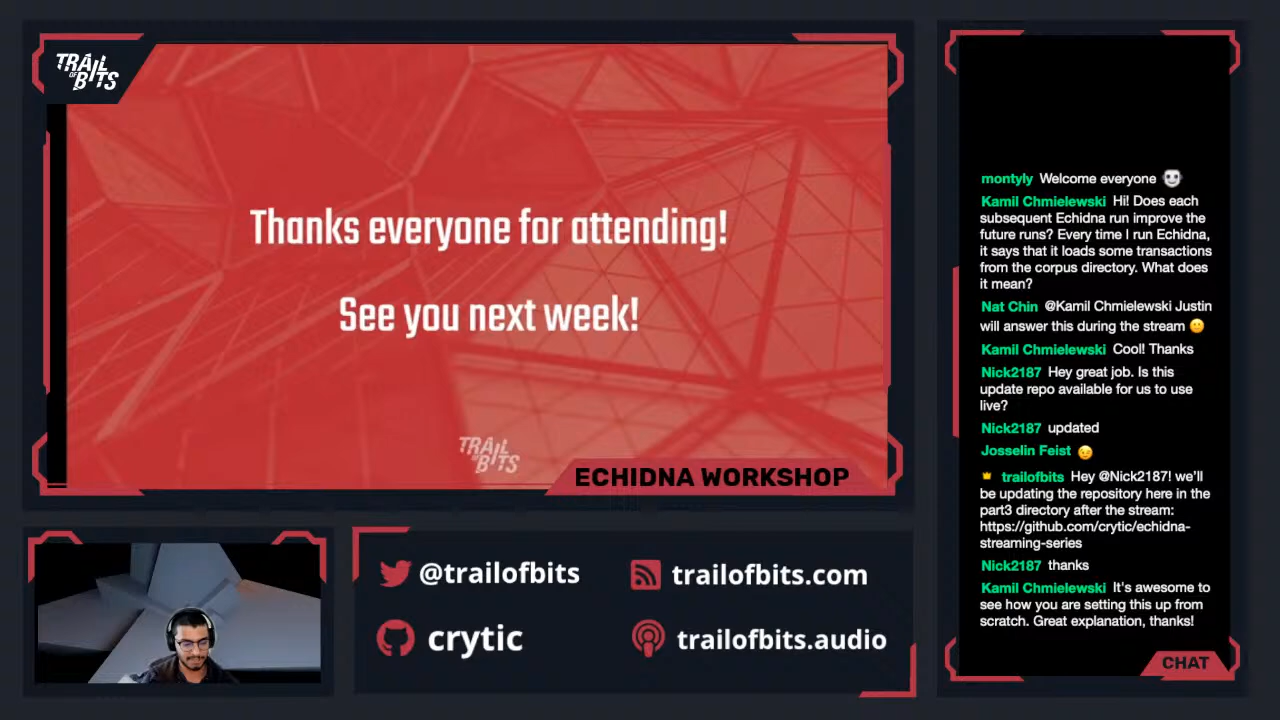 TRAIL OF BITS
Thanks everyone for attending!
See you next week!
TRAIL OF BITS
ECHIDNA WORKSHOP
@trailofbits
trailofbits.com
crytic
trailofbits.audio
montyly Welcome everyone
Kamil Chmielewski Hi! Does each
subsequent Echidna run improve the
future runs? Every time I run Echidna,
it says that it loads some transactions
from the corpus directory. What does
it mean?
Nat Chin @Kamil Chmielewski Justin
will answer this during the stream
Kamil Chmielewski Cool! Thanks
Nick2187 Hey great job. Is this
update repo available for us to use
live?
Nick2187 updated
Josselin Feist
trailofbits Hey @Nick2187! we'll
be updating the repository here in the
part3 directory after the stream:
https://github.com/crytic/echidna-
streaming-series
Nick2187 thanks
Kamil Chmielewski It's awesome to
see how you are setting this up from
scratch. Great explanation, thanks!
CHAT